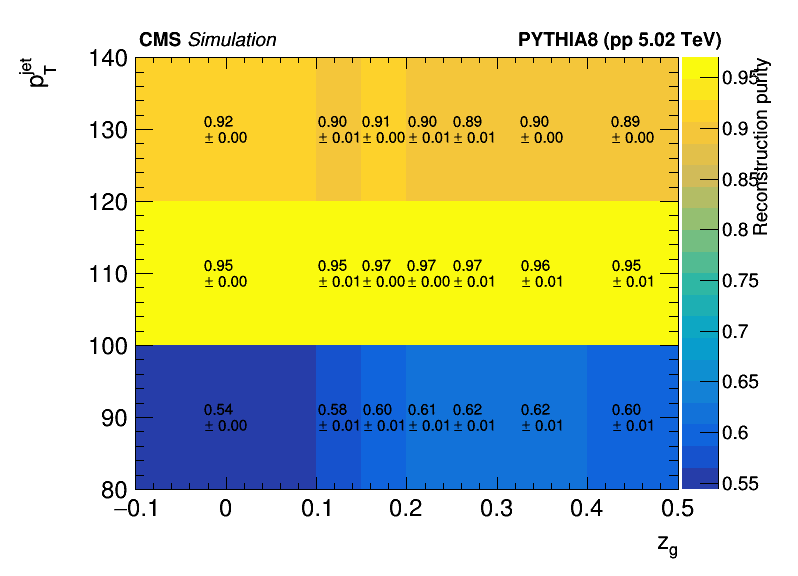 CMS Simulation PYTHIA8 (pp 5.02 TeV)
p_T^jet
140
130
120
110
100
90
80
0.92 0.90 0.91 0.90 0.89 0.90 0.89
± 0.00 ± 0.01 ± 0.00 ± 0.01 ± 0.01 ± 0.00 ± 0.00
0.95 0.95 0.97 0.97 0.97 0.96 0.95
± 0.00 ± 0.01 ± 0.00 ± 0.00 ± 0.01 ± 0.01 ± 0.01
0.54 0.58 0.60 0.61 0.62 0.62 0.60
± 0.00 ± 0.01 ± 0.01 ± 0.01 ± 0.01 ± 0.01 ± 0.01
−0.1 0 0.1 0.2 0.3 0.4 0.5
z_g
0.95
0.9
0.85
0.8
0.75
0.7
0.65
0.6
0.55
Reconstruction purity